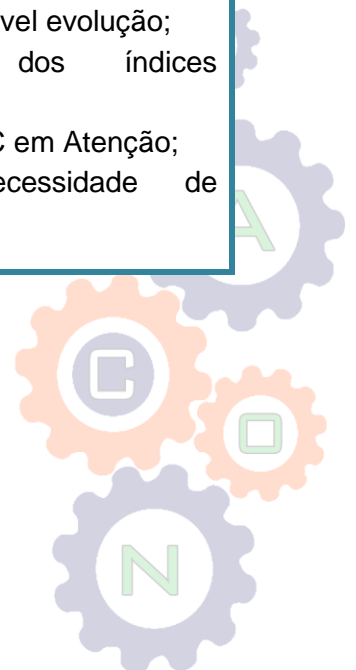 vel evolução;
dos índices
C em Atenção;
ecessidade de
A
C
O
N